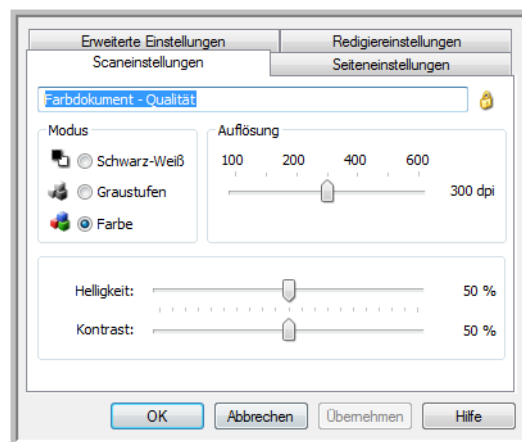 Erweiterte Einstellungen Redigiereinstellungen
Scaneinstellungen Seiteneinstellungen
Farbdokument - Qualität
Modus Auflösung
Schwarz-Weiß 100 200 400 600
Graustufen 300 dpi
Farbe
Helligkeit: 50 %
Kontrast: 50 %
OK Abbrechen Übernehmen Hilfe